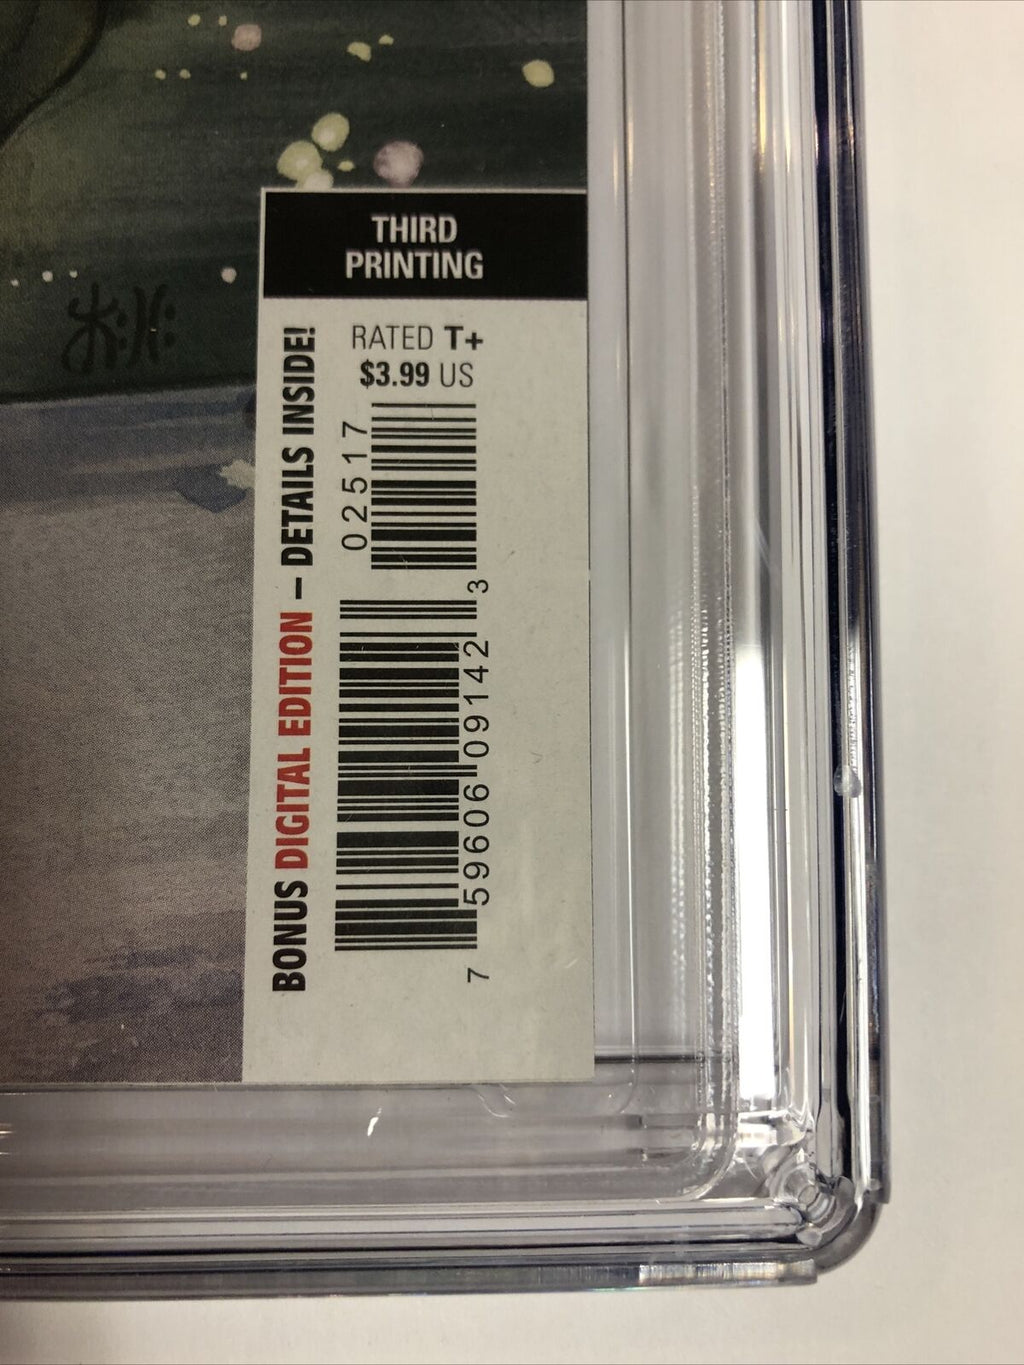 THIRD
PRINTING
RATED T+
$3.99 US
BONUS DIGITAL EDITION – DETAILS INSIDE!
02517
7 59606 09142 3